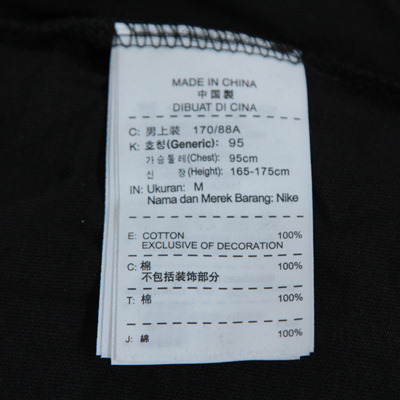 MADE IN CHINA
中国製
DIBUAT DI CINA
C: 男上装 170/88A
K: 호칭(Generic): 95
가슴둘레(Chest): 95cm
신 장(Height): 165-175cm
IN: Ukuran: M
Nama dan Merek Barang: Nike
E: COTTON 100%
EXCLUSIVE OF DECORATION
C: 棉 100%
不包括装饰部分
T: 棉 100%
J: 綿 100%